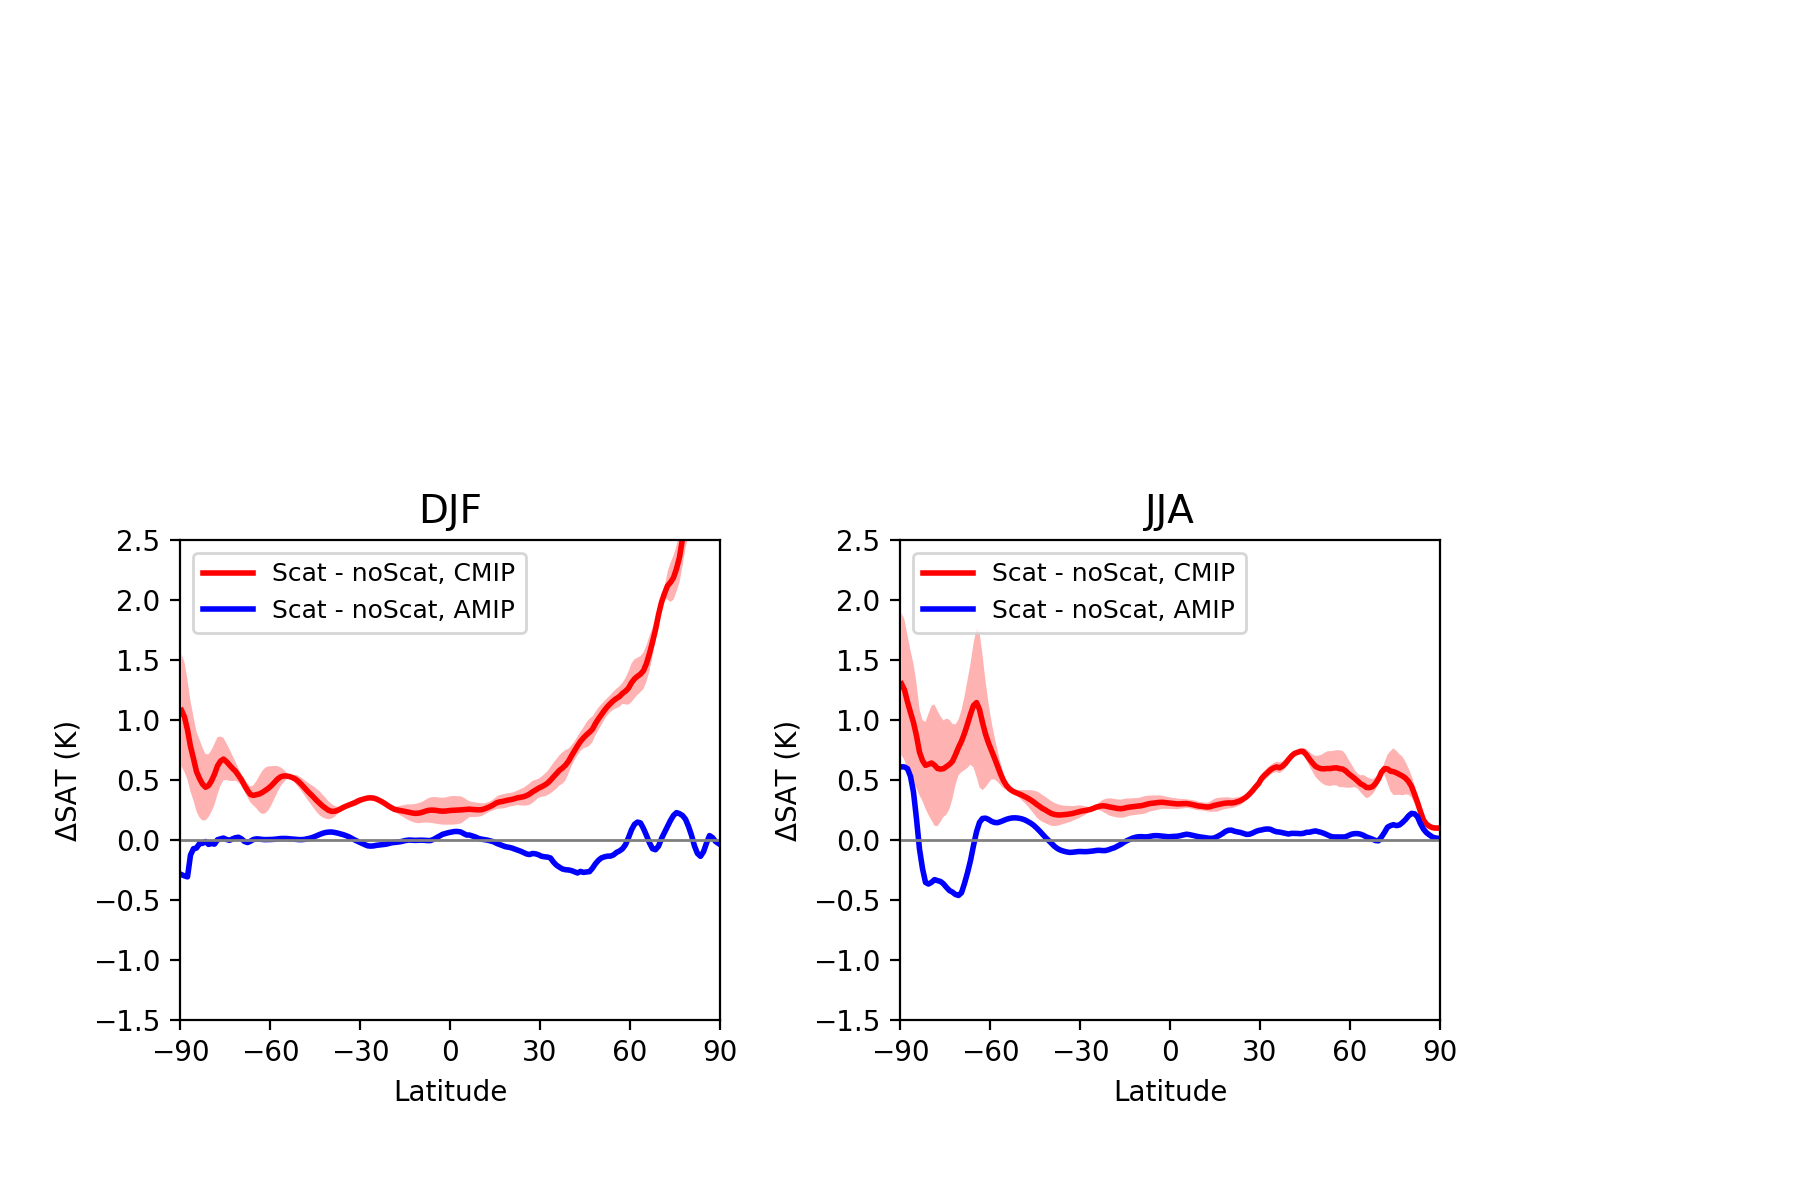 DJF
2.5
2.0
1.5
1.0
0.5
0.0
−0.5
−1.0
−1.5
ΔSAT (K)
Scat - noScat, CMIP
Scat - noScat, AMIP
−90 −60 −30 0 30 60 90
Latitude
JJA
2.5
2.0
1.5
1.0
0.5
0.0
−0.5
−1.0
−1.5
ΔSAT (K)
Scat - noScat, CMIP
Scat - noScat, AMIP
−90 −60 −30 0 30 60 90
Latitude